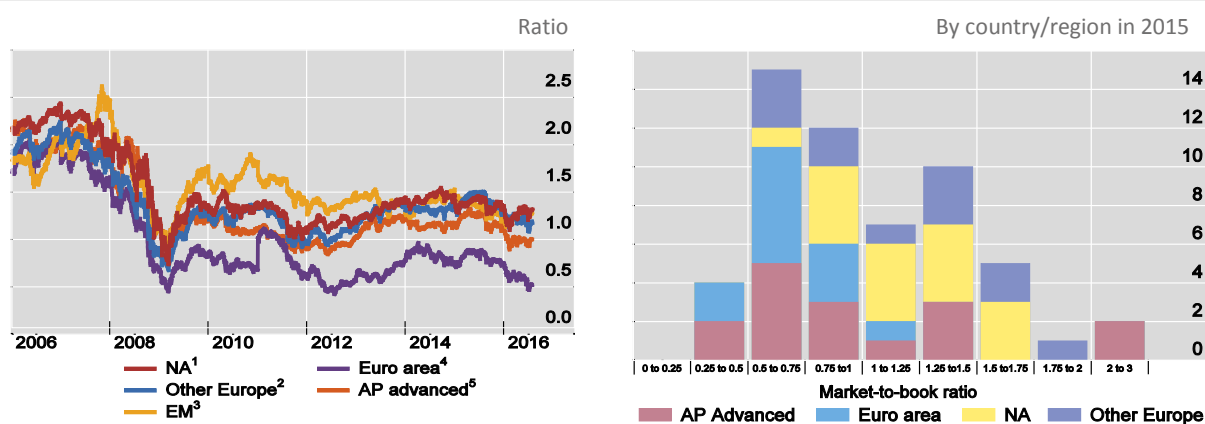 Ratio
2.5
2.0
1.5
1.0
0.5
0.0
2006 2008 2010 2012 2014 2016
NA1 Euro area4
Other Europe2 AP advanced5
EM3
By country/region in 2015
14
12
10
8
6
4
2
0
0 to 0.25 0.25 to 0.5 0.5 to 0.75 0.75 to1 1 to 1.25 1.25 to1.5 1.5 to1.75 1.75 to 2 2 to 3
Market-to-book ratio
AP Advanced Euro area NA Other Europe